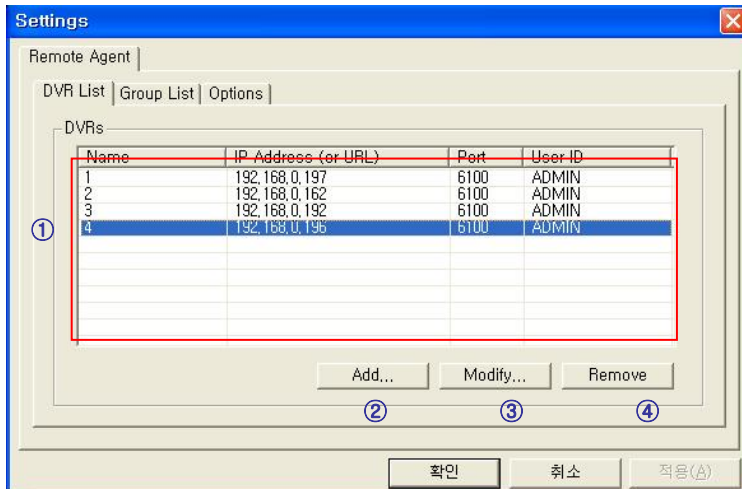 Settings
Remote Agent
DVR List Group List Options
DVRs
Name IP Address (or URL) Port User ID
1 192,168,0,197 6100 ADMIN
2 192,168,0,162 6100 ADMIN
3 192,168,0,192 6100 ADMIN
① 4 192,168,0,196 6100 ADMIN
Add,,, Modify,,, Remove
② ③ ④
확인 취소 적용(A)